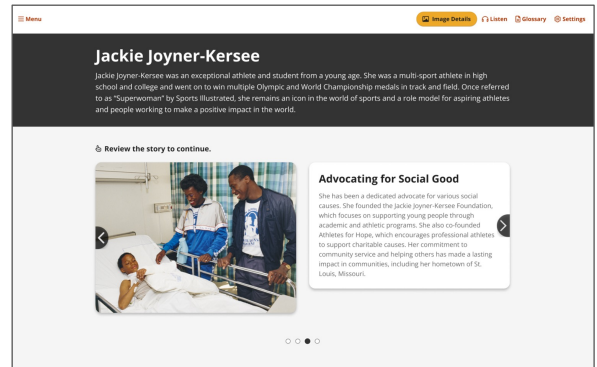 Menu
Image Details
Listen
Glossary
Settings
Jackie Joyner-Kersee
Jackie Joyner-Kersee was an exceptional athlete and student from a young age. She was a multi-sport athlete in high
school and college and went on to win multiple Olympic and World Championship medals in track and field. Once referred
to as "Superwoman" by Sports Illustrated, she remains an icon in the world of sports and a role model for aspiring athletes
and people working to make a positive impact in the world.
Review the story to continue.
Advocating for Social Good
She has been a dedicated advocate for various social
causes. She founded the Jackie Joyner-Kersee Foundation,
which focuses on supporting young people through
academic and athletic programs. She also co-founded
Athletes for Hope, which encourages professional athletes
to support charitable causes. Her commitment to
community service and helping others has made a lasting
impact in communities, including her hometown of St.
Louis, Missouri.